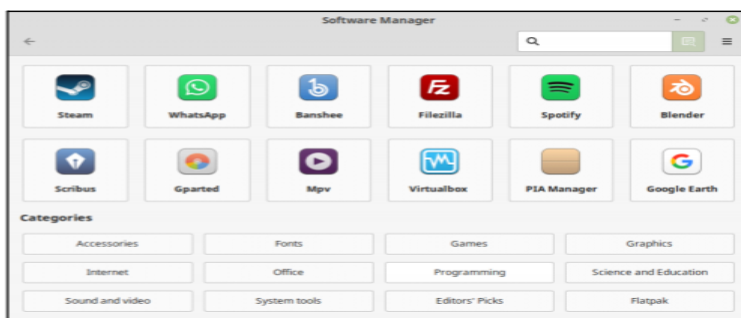 Software Manager
Steam WhatsApp Banshee Filezilla Spotify Blender
Scribus Gparted Mpv Virtualbox PIA Manager Google Earth
Categories
Accessories Fonts Games Graphics
Internet Office Programming Science and Education
Sound and video System tools Editors' Picks Flatpak